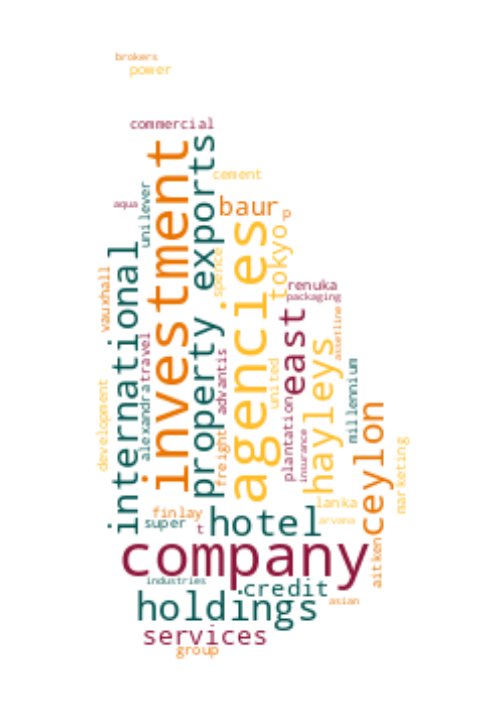 brokers
power
commercial
investment
property exports
cement
unilever
aqua
baur
p
agencies
tokyo
spence
international
vauxhall
renuka
packaging
east
assetline
hayleys
travel
alexandra
advantis
united
millennium
development
plantation
insurance
freight
ceylon
marketing
lanka
arvana
finlay
super
t
hotel
company
aitken
industries
credit
holdings
asian
services
group